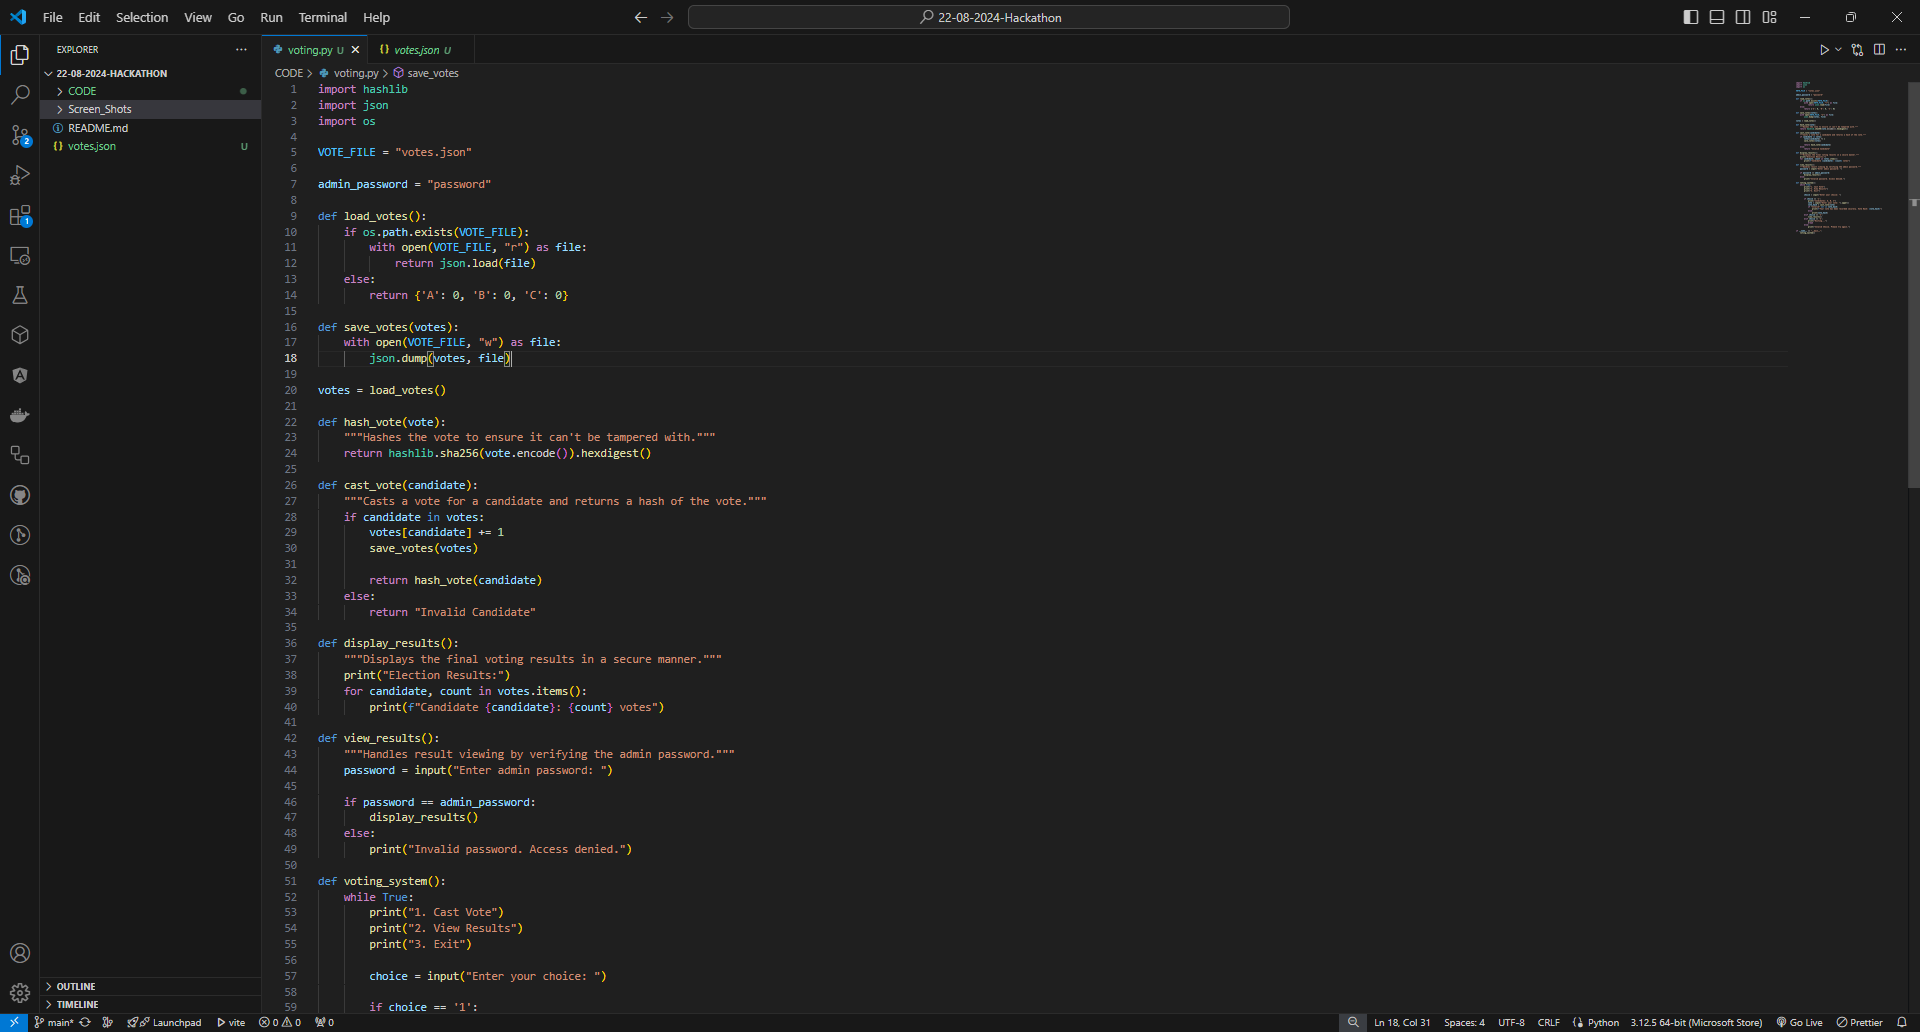 File Edit Selection View Go Run Terminal Help
22-08-2024-Hackathon
EXPLORER
22-08-2024-HACKATHON
CODE
Screen_Shots
README.md
votes.json U
OUTLINE
TIMELINE
voting.py U
votes.json U
CODE > voting.py > save_votes
1 import hashlib
2 import json
3 import os
4
5 VOTE_FILE = "votes.json"
6
7 admin_password = "password"
8
9 def load_votes():
10 if os.path.exists(VOTE_FILE):
11 with open(VOTE_FILE, "r") as file:
12 return json.load(file)
13 else:
14 return {'A': 0, 'B': 0, 'C': 0}
15
16 def save_votes(votes):
17 with open(VOTE_FILE, "w") as file:
18 json.dump(votes, file)
19
20 votes = load_votes()
21
22 def hash_vote(vote):
23 """Hashes the vote to ensure it can't be tampered with."""
24 return hashlib.sha256(vote.encode()).hexdigest()
25
26 def cast_vote(candidate):
27 """Casts a vote for a candidate and returns a hash of the vote."""
28 if candidate in votes:
29 votes[candidate] += 1
30 save_votes(votes)
31
32 return hash_vote(candidate)
33 else:
34 return "Invalid Candidate"
35
36 def display_results():
37 """Displays the final voting results in a secure manner."""
38 print("Election Results:")
39 for candidate, count in votes.items():
40 print(f"Candidate {candidate}: {count} votes")
41
42 def view_results():
43 """Handles result viewing by verifying the admin password."""
44 password = input("Enter admin password: ")
45
46 if password == admin_password:
47 display_results()
48 else:
49 print("Invalid password. Access denied.")
50
51 def voting_system():
52 while True:
53 print("1. Cast Vote")
54 print("2. View Results")
55 print("3. Exit")
56
57 choice = input("Enter your choice: ")
58
59 if choice == '1':
2
1
main* Launchpad vite 0 0 0
Ln 18, Col 31 Spaces: 4 UTF-8 CRLF Python 3.12.5 64-bit (Microsoft Store) Go Live Prettier